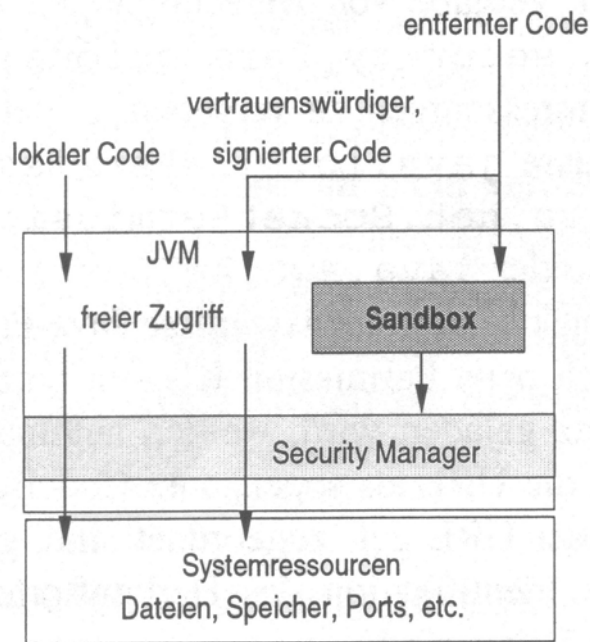 entfernter Code
vertrauenswürdiger,
lokaler Code
signierter Code
JVM
freier Zugriff
Sandbox
Security Manager
Systemressourcen
Dateien, Speicher, Ports, etc.